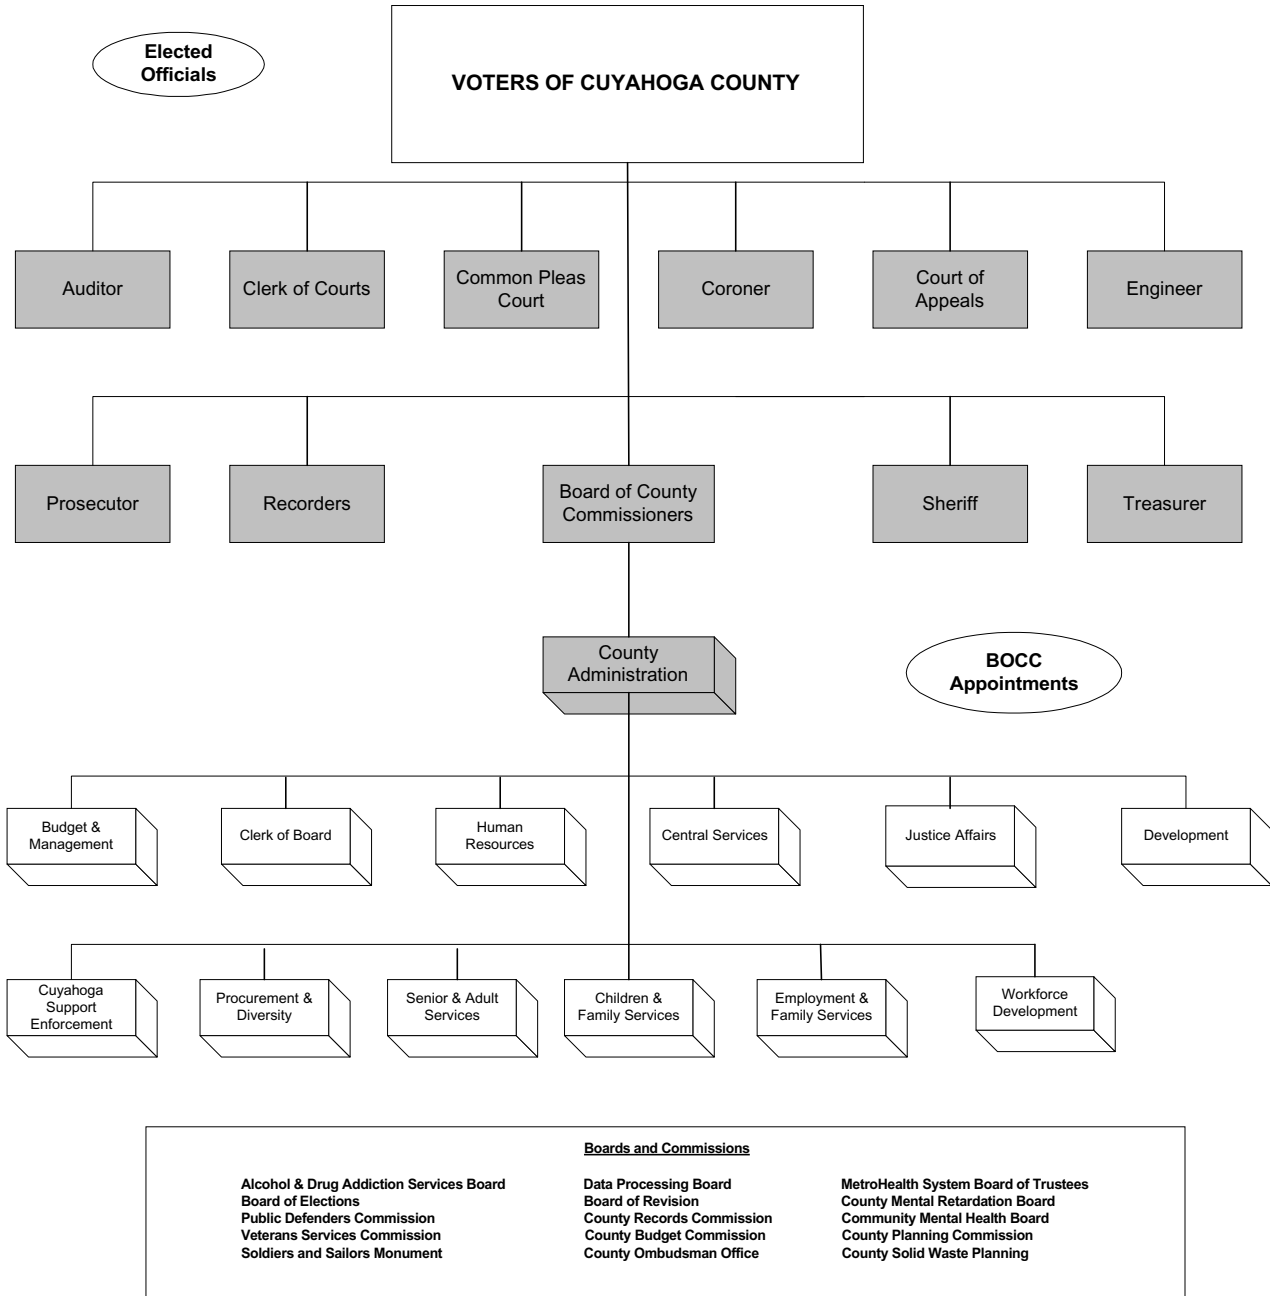 Elected
Officials
VOTERS OF CUYAHOGA COUNTY
Auditor
Clerk of Courts
Common Pleas
Court
Coroner
Court of
Appeals
Engineer
Prosecutor
Recorders
Board of County
Commissioners
Sheriff
Treasurer
County
Administration
BOCC
Appointments
Budget &
Management
Clerk of Board
Human
Resources
Central Services
Justice Affairs
Development
Cuyahoga
Support
Enforcement
Procurement &
Diversity
Senior & Adult
Services
Children &
Family Services
Employment &
Family Services
Workforce
Development
Boards and Commissions
Alcohol & Drug Addiction Services Board
Board of Elections
Public Defenders Commission
Veterans Services Commission
Soldiers and Sailors Monument
Data Processing Board
Board of Revision
County Records Commission
County Budget Commission
County Ombudsman Office
MetroHealth System Board of Trustees
County Mental Retardation Board
Community Mental Health Board
County Planning Commission
County Solid Waste Planning